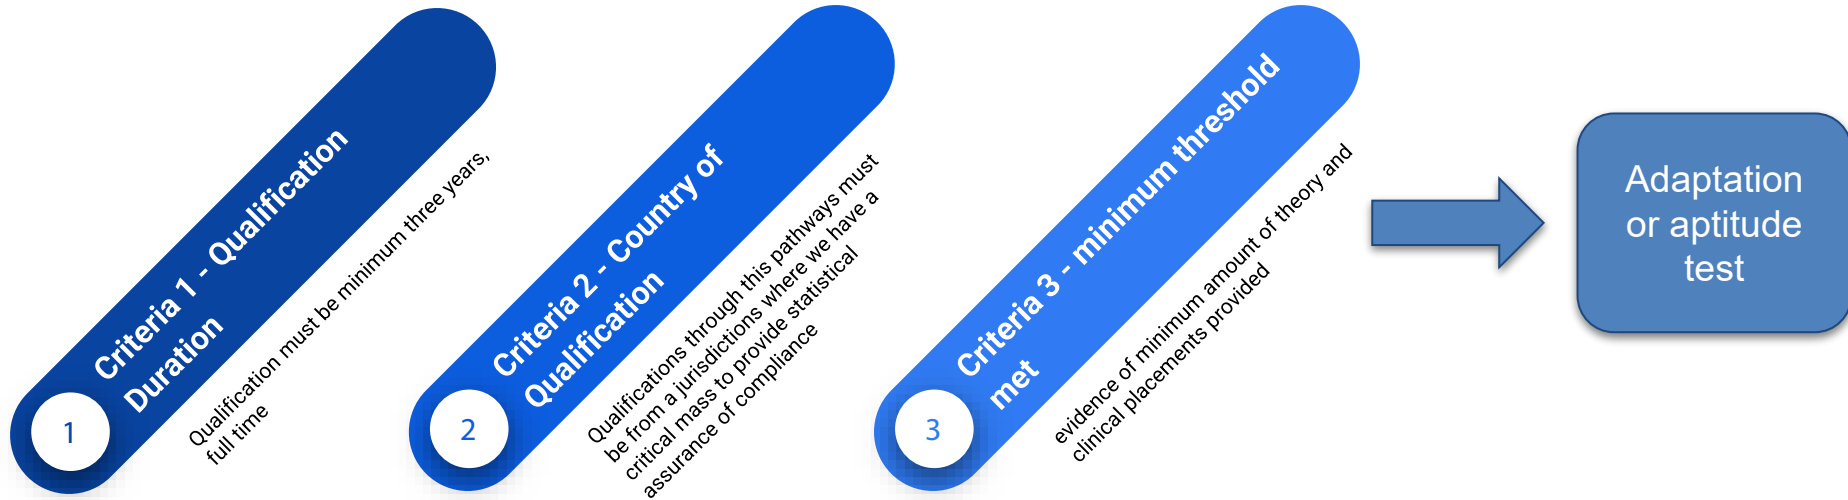 1
Criteria 1 - Qualification
Duration
Qualification must be minimum three years,
full time
2
Criteria 2 - Country of
Qualification
Qualifications through this pathways must
be from a jurisdictions where we have a
critical mass to provide statistical
assurance of compliance
3
Criteria 3 - minimum threshold
met
evidence of minimum amount of theory and
clinical placements provided
Adaptation
or aptitude
test